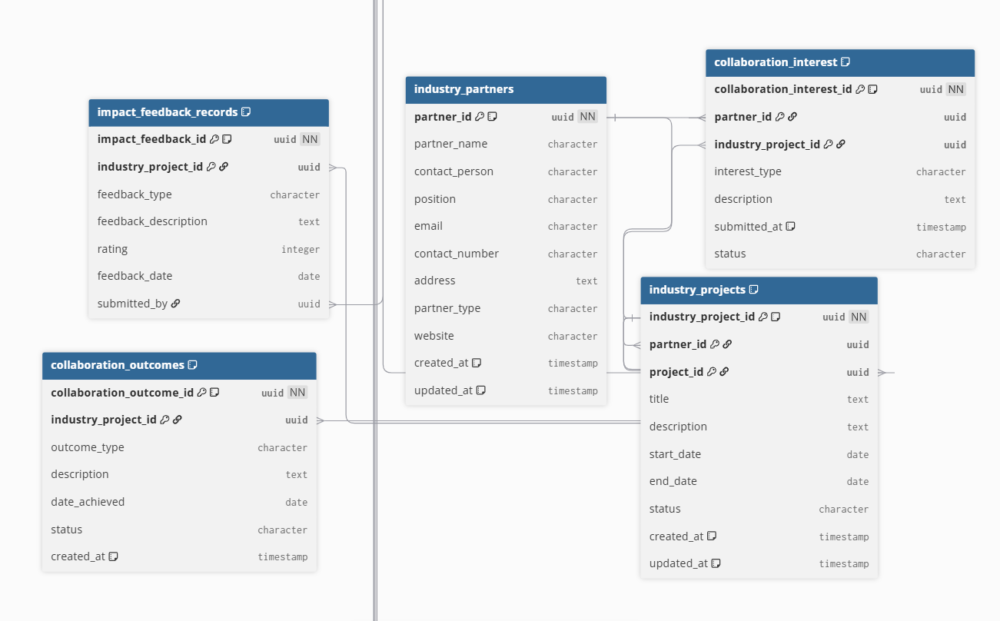 impact_feedback_records
impact_feedback_id uuid NN
industry_project_id uuid
feedback_type character
feedback_description text
rating integer
feedback_date date
submitted_by uuid
collaboration_outcomes
collaboration_outcome_id uuid NN
industry_project_id uuid
outcome_type character
description text
date_achieved date
status character
created_at timestamp
industry_partners
partner_id uuid NN
partner_name character
contact_person character
position character
email character
contact_number character
address text
partner_type character
website character
created_at timestamp
updated_at timestamp
collaboration_interest
collaboration_interest_id uuid NN
partner_id uuid
industry_project_id uuid
interest_type character
description text
submitted_at timestamp
status character
industry_projects
industry_project_id uuid NN
partner_id uuid
project_id uuid
title text
description text
start_date date
end_date date
status character
created_at timestamp
updated_at timestamp